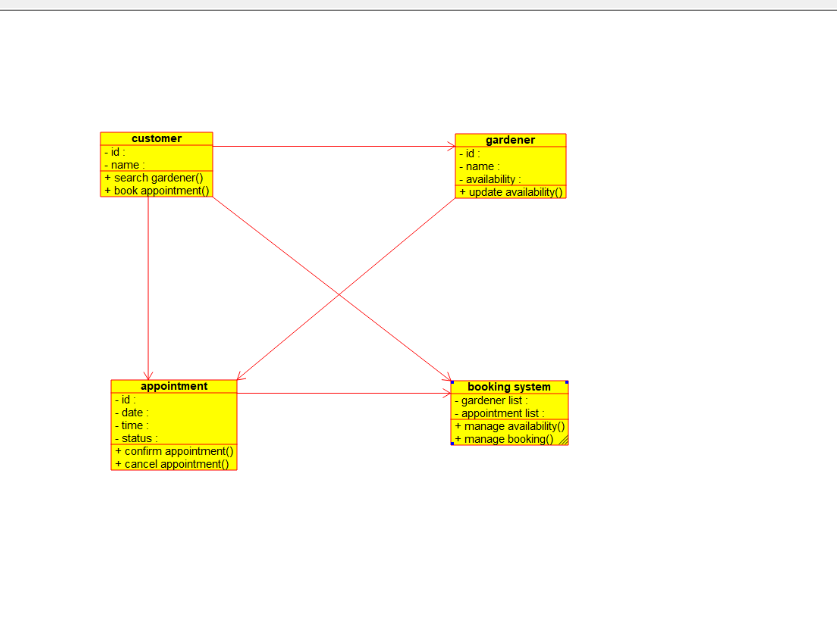 customer
- id :
- name :
+ search gardener()
+ book appointment()
gardener
- id :
- name :
- availability :
+ update availability()
appointment
- id :
- date :
- time :
- status :
+ confirm appointment()
+ cancel appointment()
booking system
- gardener list :
- appointment list :
+ manage availability()
+ manage booking()